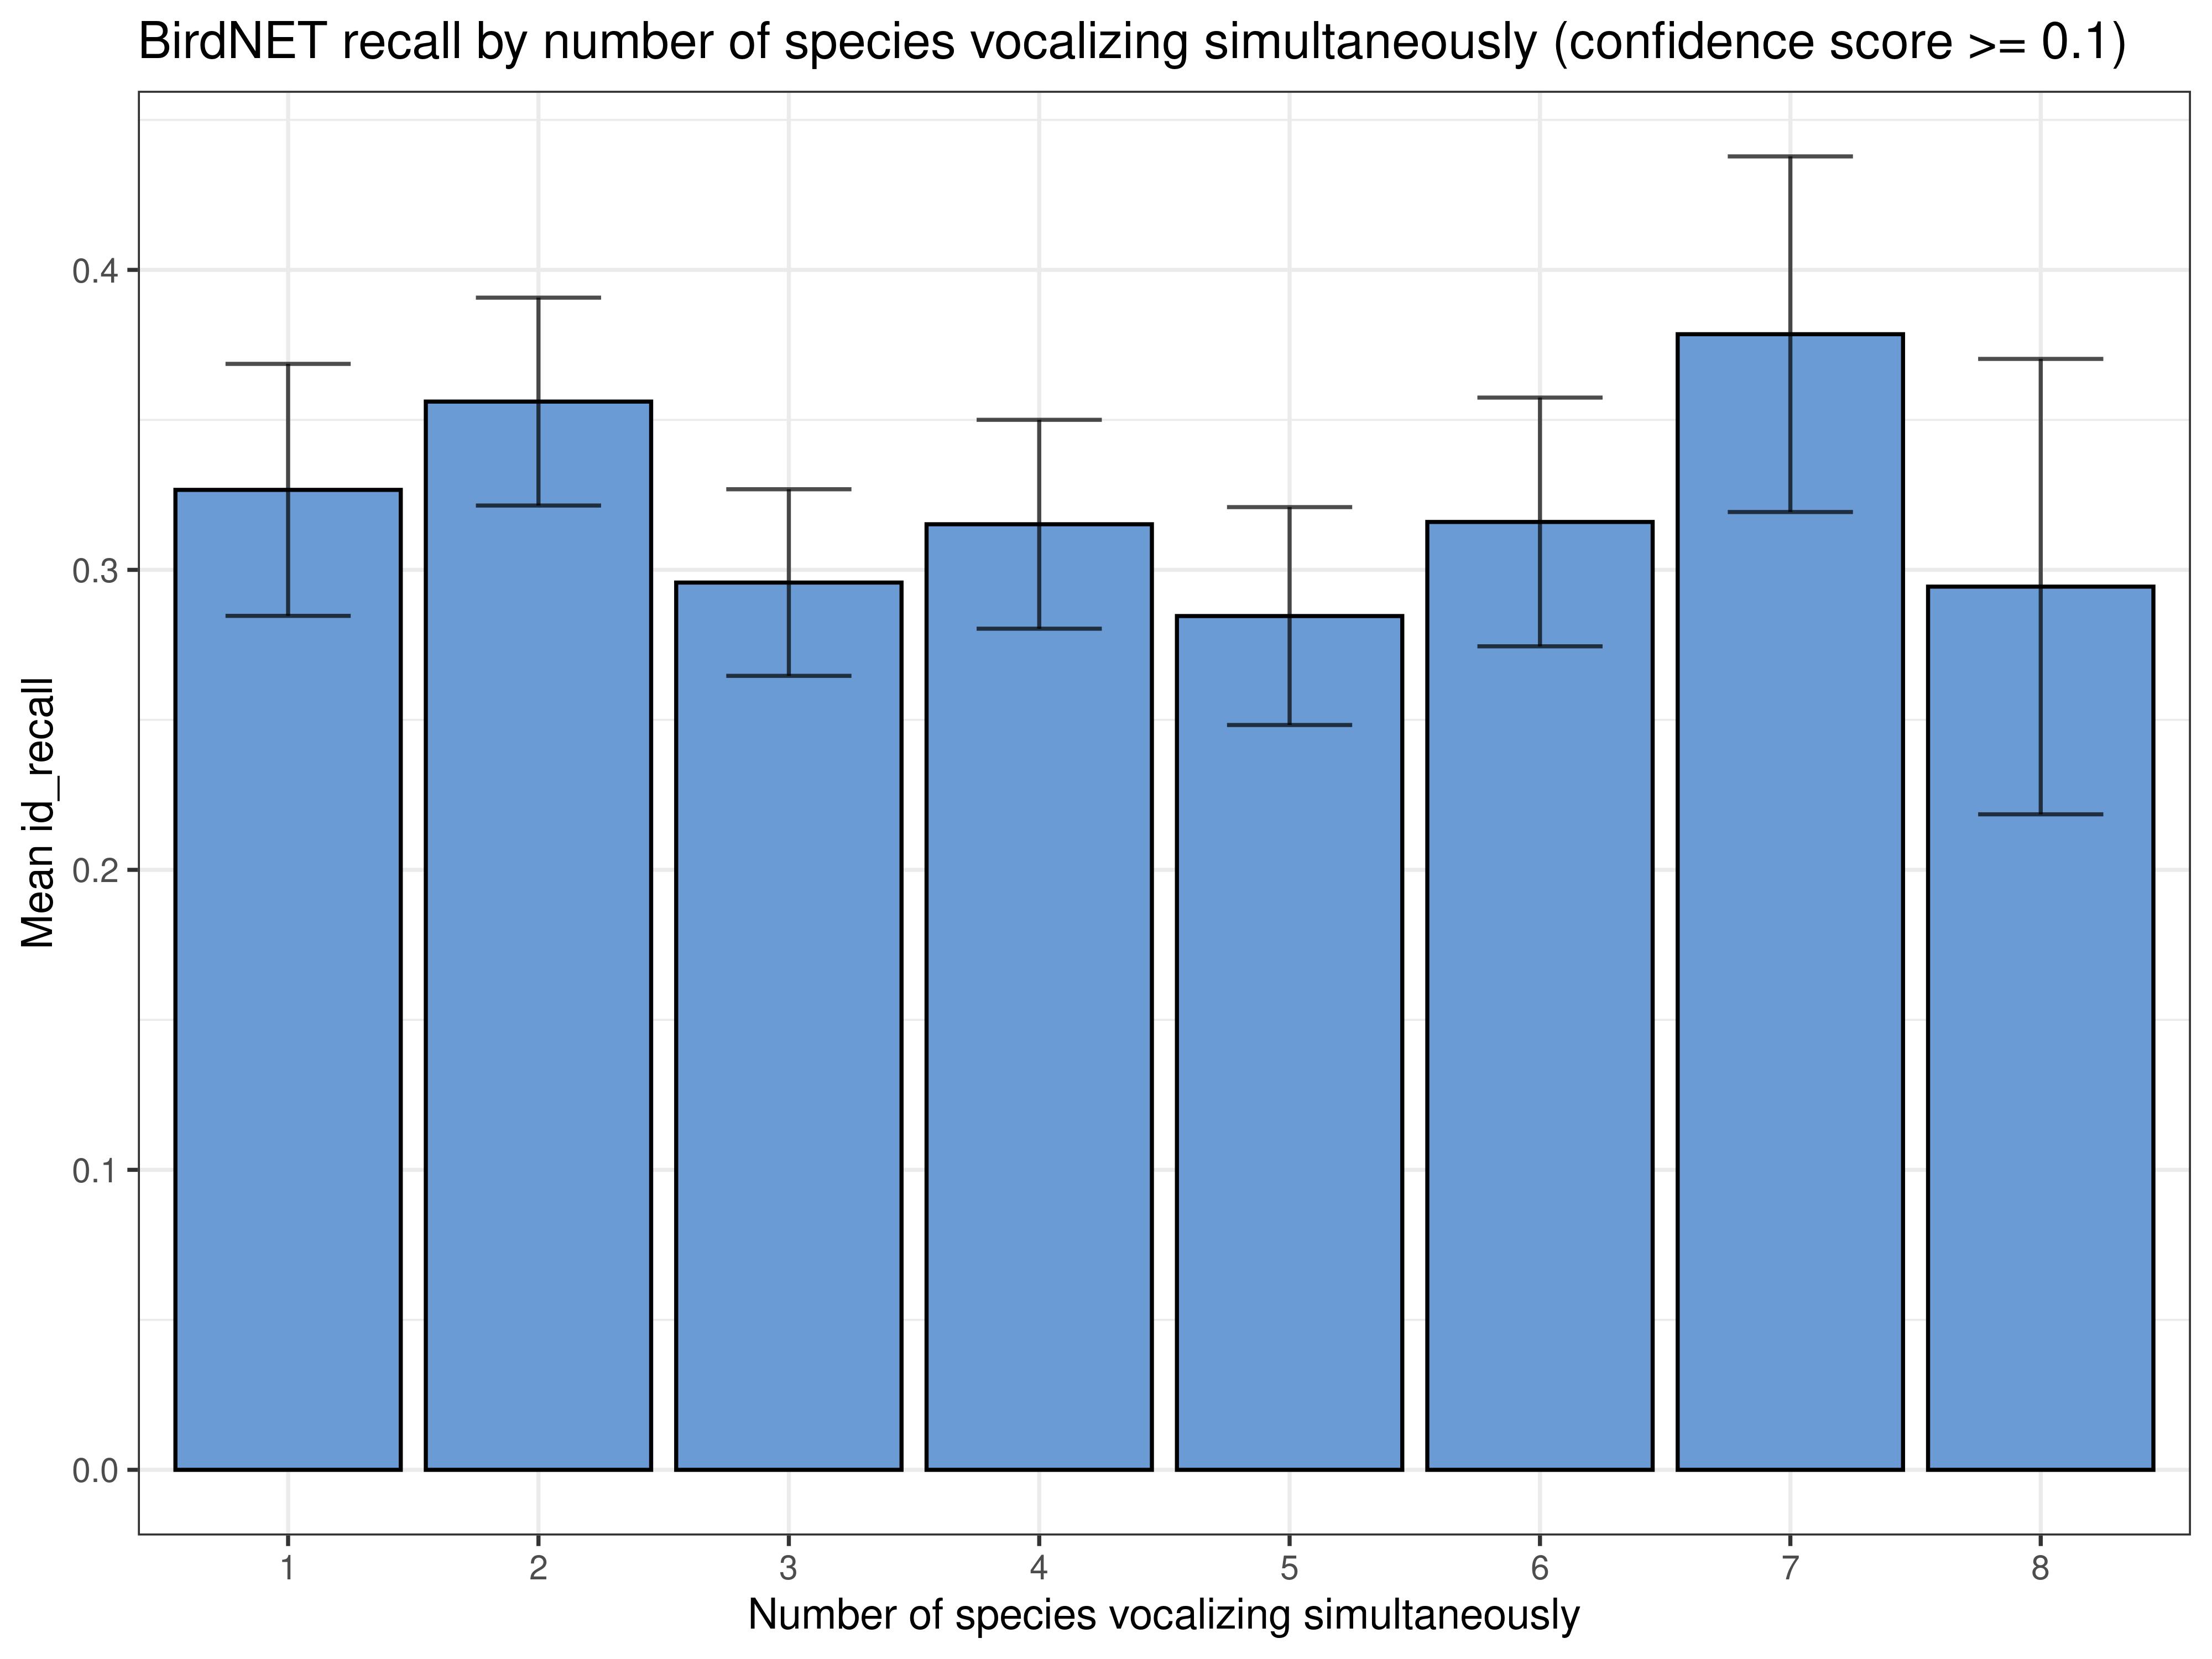 BirdNET recall by number of species vocalizing simultaneously (confidence score >= 0.1)
Mean id_recall
0.4
0.3
0.2
0.1
0.0
1 2 3 4 5 6 7 8
Number of species vocalizing simultaneously